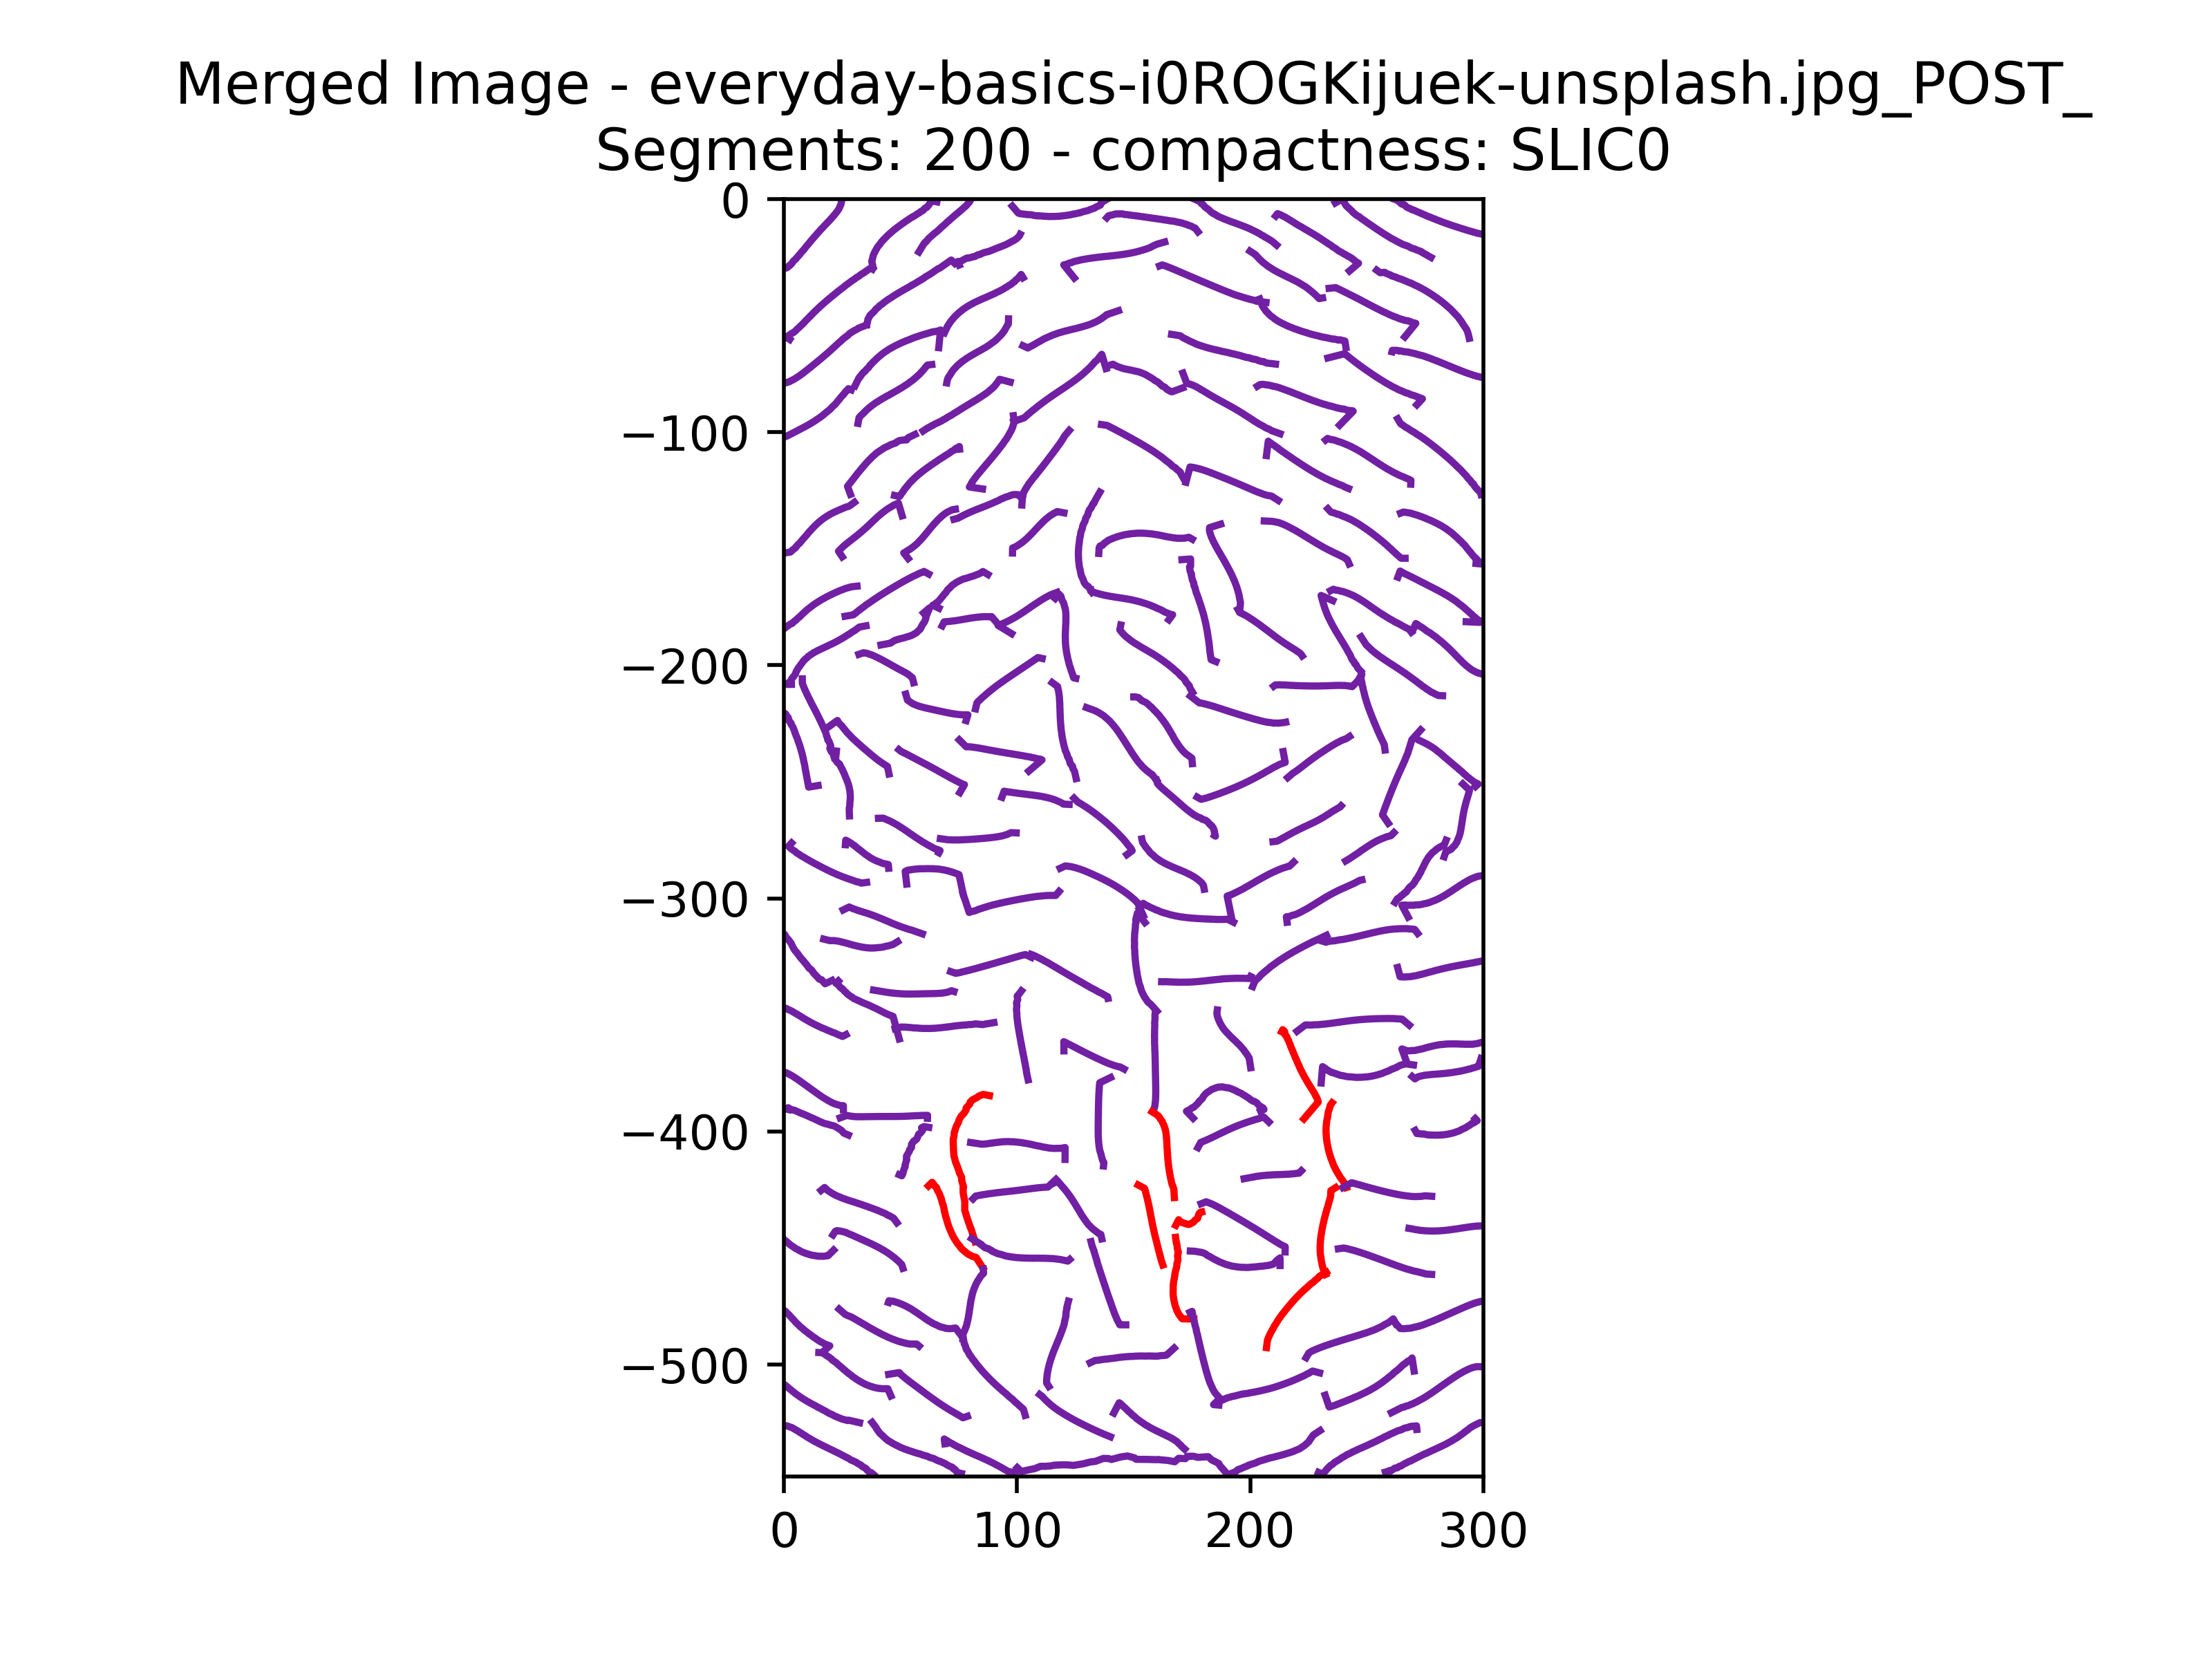 Merged Image - everyday-basics-i0ROGKijuek-unsplash.jpg_POST_
Segments: 200 - compactness: SLIC0
0
−100
−200
−300
−400
−500
0 100 200 300